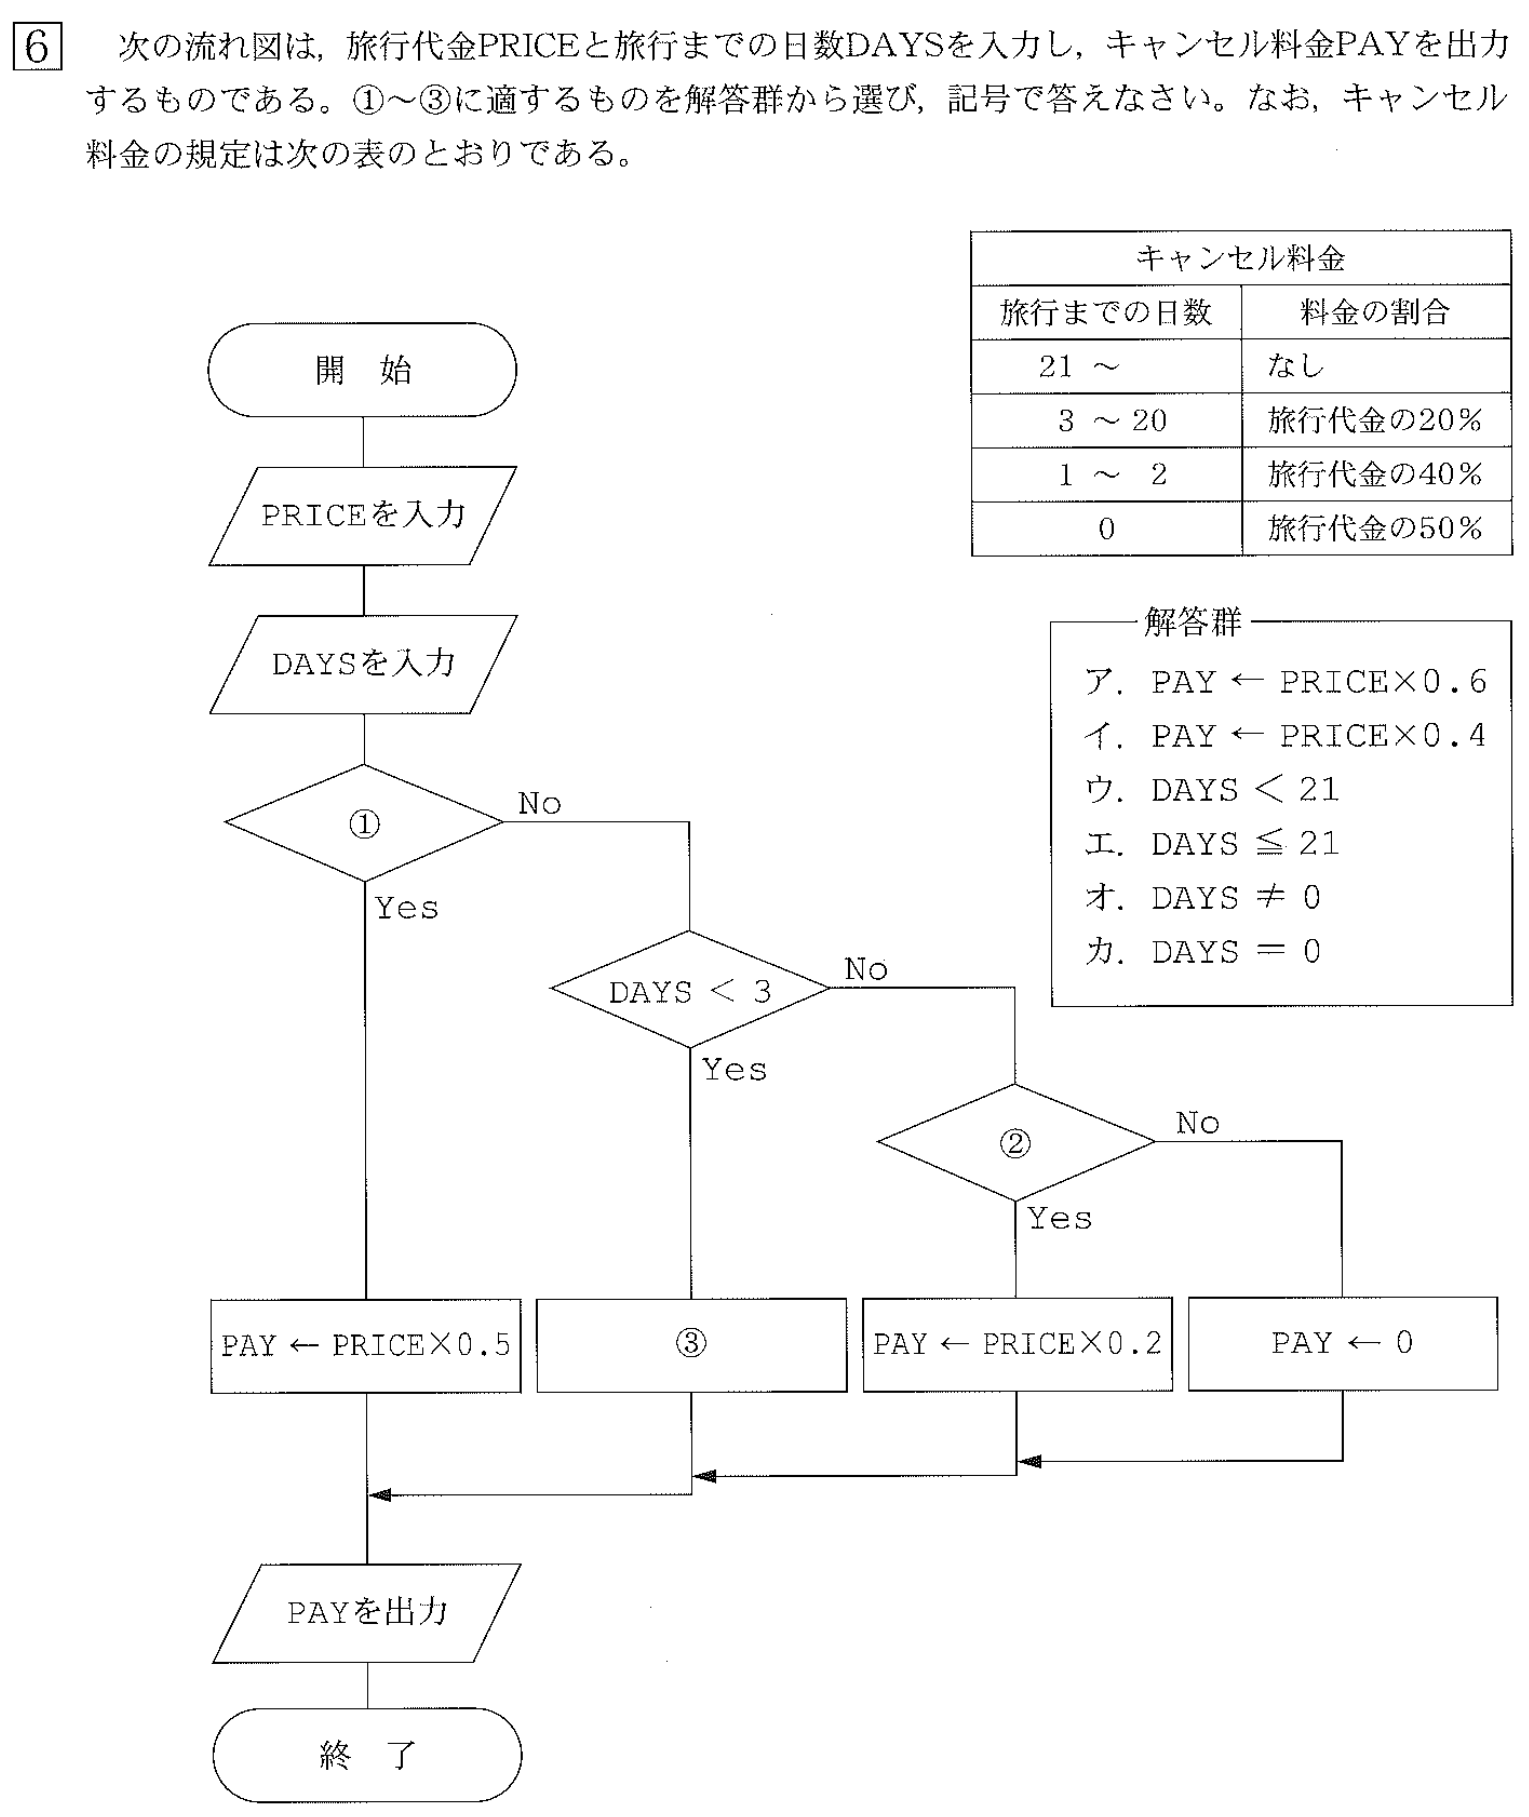 6 次の流れ図は，旅行代金PRICEと旅行までの日数DAYSを入力し，キャンセル料金PAYを出力
するものである。①～③に適するものを解答群から選び，記号で答えなさい。なお，キャンセル
料金の規定は次の表のとおりである。
キャンセル料金
旅行までの日数 料金の割合
21 ～ なし
3 ～ 20 旅行代金の20%
1 ～ 2 旅行代金の40%
0 旅行代金の50%
解答群
ア．PAY ← PRICE×0.6
イ．PAY ← PRICE×0.4
ウ．DAYS ＜ 21
エ．DAYS ≦ 21
オ．DAYS ≠ 0
カ．DAYS ＝ 0
開 始
PRICEを入力
DAYSを入力
①
No
Yes
DAYS ＜ 3
No
Yes
②
No
Yes
PAY ← PRICE×0.5
③
PAY ← PRICE×0.2
PAY ← 0
PAYを出力
終 了